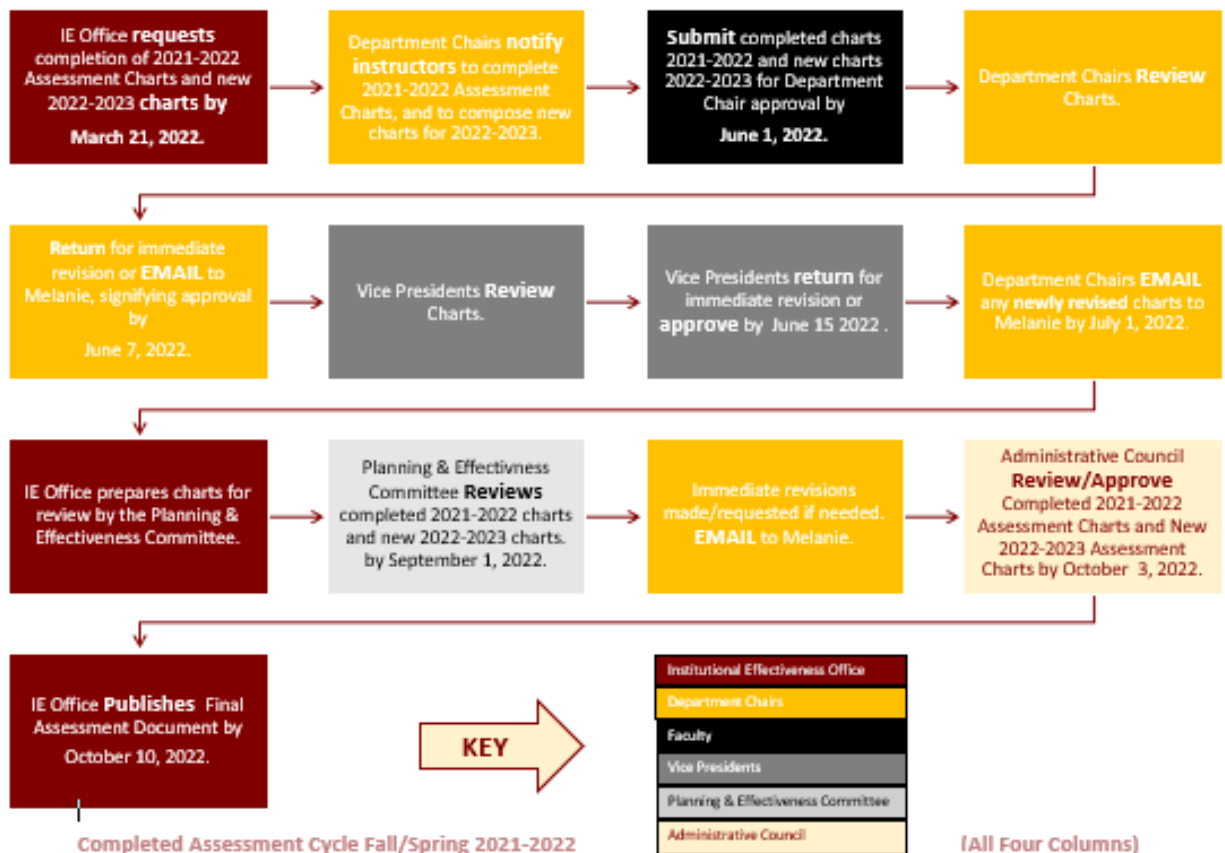 IE Office requests
completion of 2021-2022
Assessment Charts and new
2022-2023 charts by
March 21, 2022.
Department Chairs notify
instructors to complete
2021-2022 Assessment
Charts, and to compose new
charts for 2022-2023.
Submit completed charts
2021-2022 and new charts
2022-2023 for Department
Chair approval by
June 1, 2022.
Department Chairs Review
Charts.
Return for immediate
revision or EMAIL to
Melanie, signifying approval
by
June 7, 2022.
Vice Presidents Review
Charts.
Vice Presidents return for
immediate revision or
approve by June 15 2022 .
Department Chairs EMAIL
any newly revised charts to
Melanie by July 1, 2022.
IE Office prepares charts for
review by the Planning &
Effectiveness Committee.
Planning & Effectivness
Committee Reviews
completed 2021-2022 charts
and new 2022-2023 charts.
by September 1, 2022.
Immediate revisions
made/requested if needed.
EMAIL to Melanie.
Administrative Council
Review/Approve
Completed 2021-2022
Assessment Charts and New
2022-2023 Assessment
Charts by October 3, 2022.
IE Office Publishes Final
Assessment Document by
October 10, 2022.
KEY
Institutional Effectiveness Office
Department Chairs
Faculty
Vice Presidents
Planning & Effectiveness Committee
Administrative Council
Completed Assessment Cycle Fall/Spring 2021-2022
(All Four Columns)